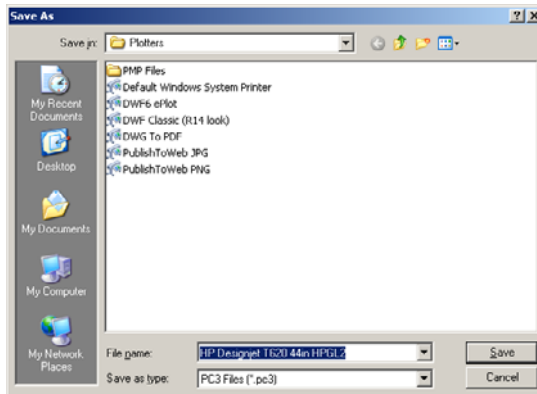 Save As
Save in:
Plotters
My Recent
Documents
Desktop
My Documents
My Computer
My Network
Places
PMP Files
Default Windows System Printer
DWF6 ePlot
DWF Classic (R14 look)
DWG To PDF
PublishToWeb JPG
PublishToWeb PNG
File name:
HP Designjet T620 44in HPGL2
Save
Save as type:
PC3 Files (*.pc3)
Cancel